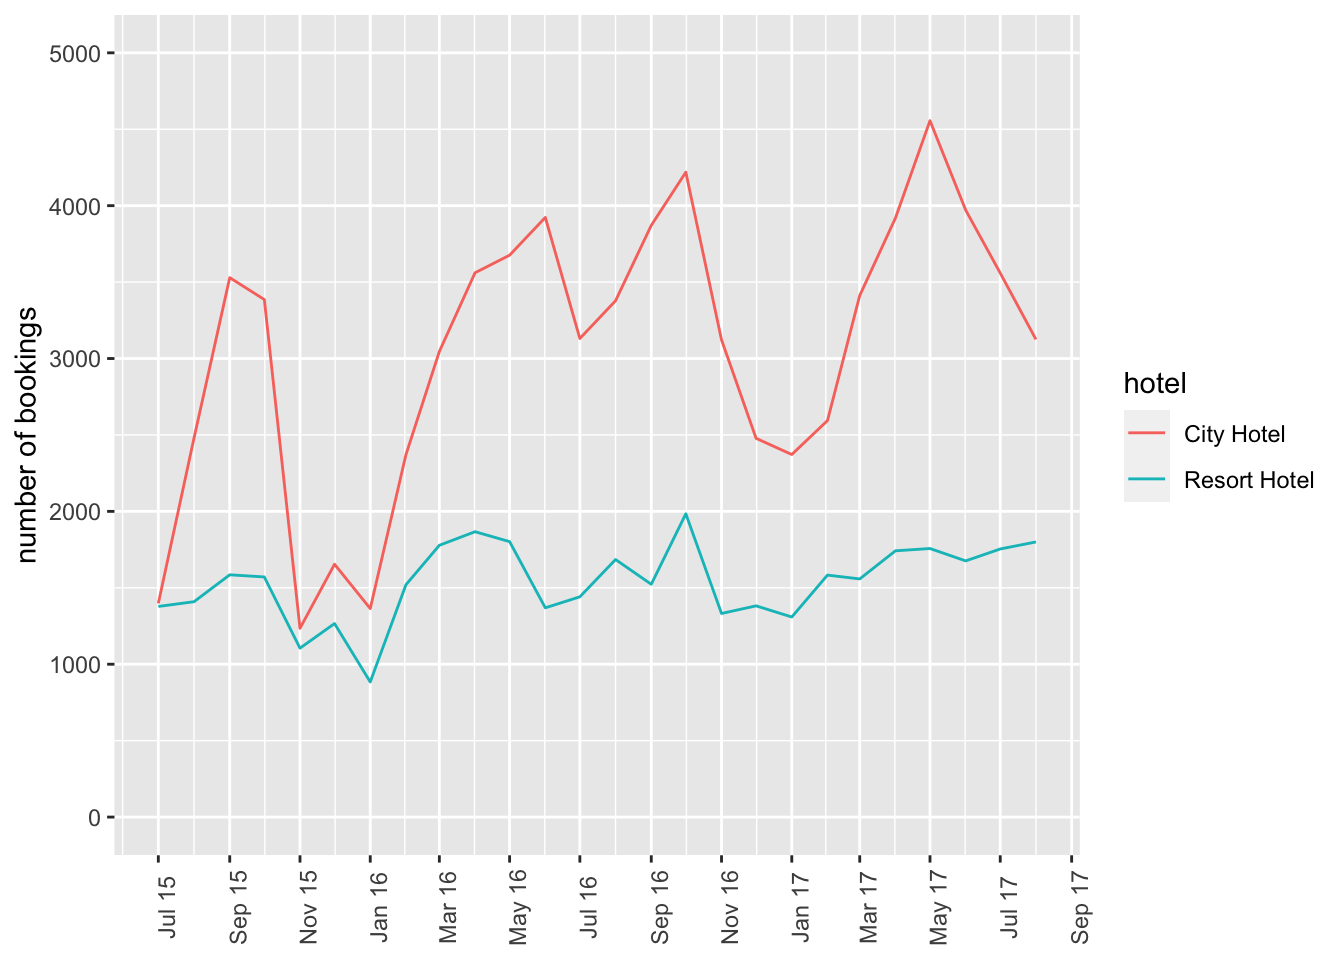 number of bookings
5000
4000
3000
2000
1000
0
Jul 15
Sep 15
Nov 15
Jan 16
Mar 16
May 16
Jul 16
Sep 16
Nov 16
Jan 17
Mar 17
May 17
Jul 17
Sep 17
hotel
City Hotel
Resort Hotel